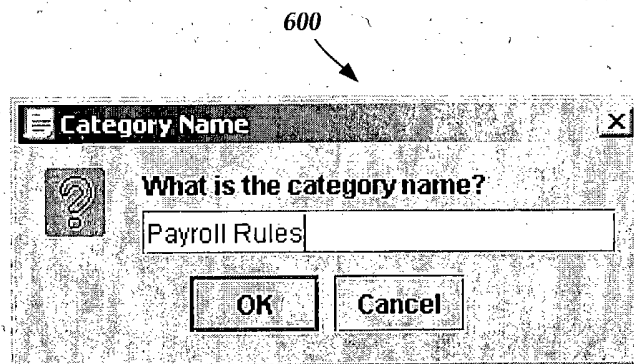 600
Category Name
What is the category name?
Payroll Rules
OK Cancel